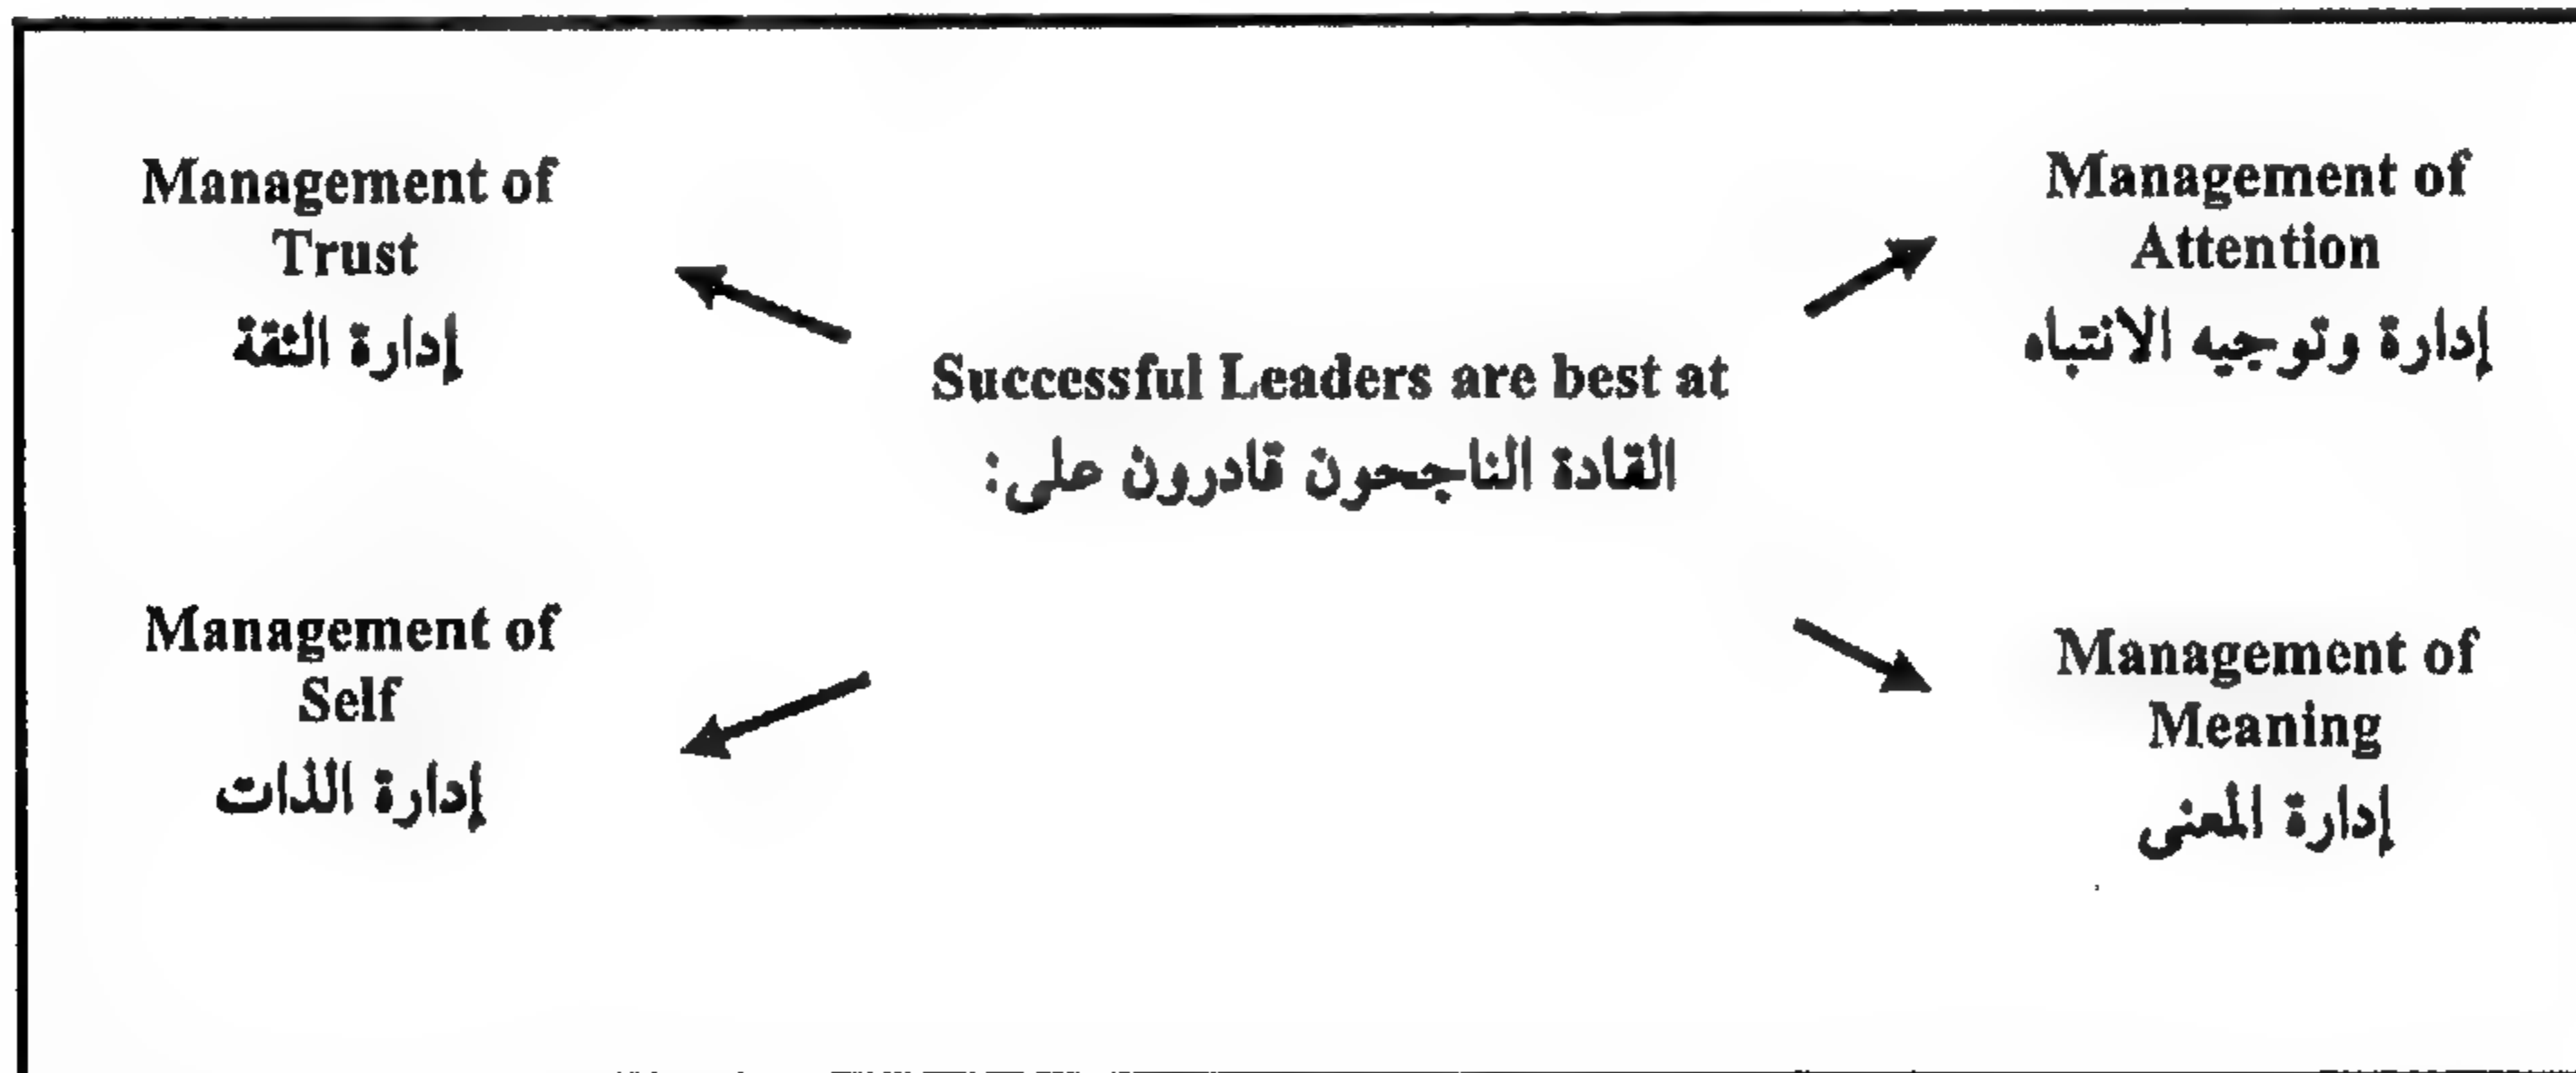 Management of
Trust
إدارة الثقة
Management of
Attention
إدارة وتوجيه الانتباه
Successful Leaders are best at
القادة الناجحون قادرون على:
Management of
Self
إدارة الذات
Management of
Meaning
إدارة المعنى